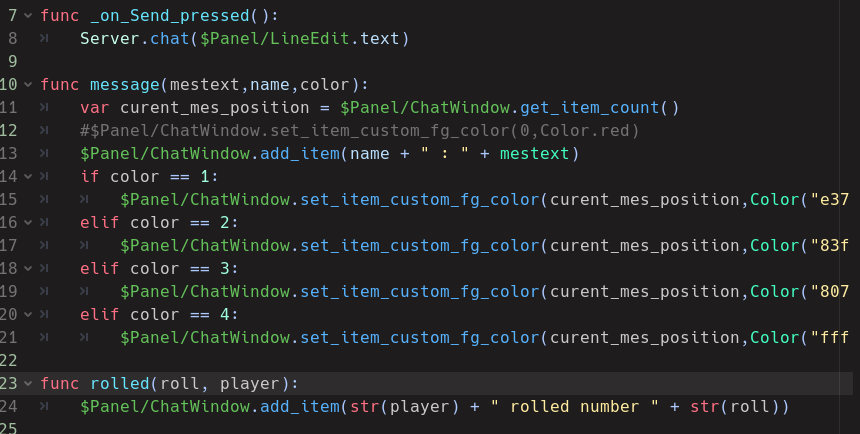 7 func _on_Send_pressed():
8 Server.chat($Panel/LineEdit.text)
9
10 func message(mestext,name,color):
11 var curent_mes_position = $Panel/ChatWindow.get_item_count()
12 #$Panel/ChatWindow.set_item_custom_fg_color(0,Color.red)
13 $Panel/ChatWindow.add_item(name + " : " + mestext)
14 if color == 1:
15 $Panel/ChatWindow.set_item_custom_fg_color(curent_mes_position,Color("e37
16 elif color == 2:
17 $Panel/ChatWindow.set_item_custom_fg_color(curent_mes_position,Color("83f
18 elif color == 3:
19 $Panel/ChatWindow.set_item_custom_fg_color(curent_mes_position,Color("807
20 elif color == 4:
21 $Panel/ChatWindow.set_item_custom_fg_color(curent_mes_position,Color("fff
22
23 func rolled(roll, player):
24 $Panel/ChatWindow.add_item(str(player) + " rolled number " + str(roll))
25